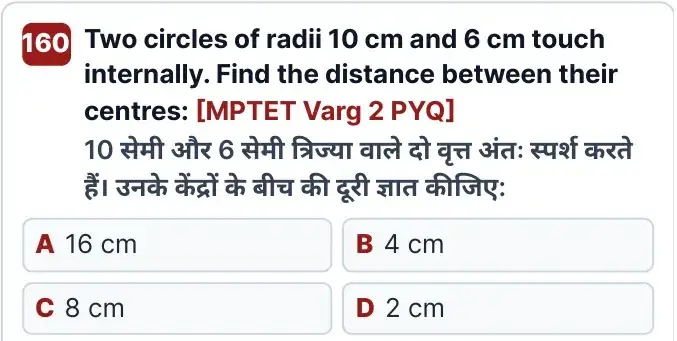 160 Two circles of radii 10 cm and 6 cm touch
internally. Find the distance between their
centres: [MPTET Varg 2 PYQ]
10 सेमी और 6 सेमी त्रिज्या वाले दो वृत्त अंतः स्पर्श करते
हैं। उनके केंद्रों के बीच की दूरी ज्ञात कीजिए:
A 16 cm
B 4 cm
C 8 cm
D 2 cm